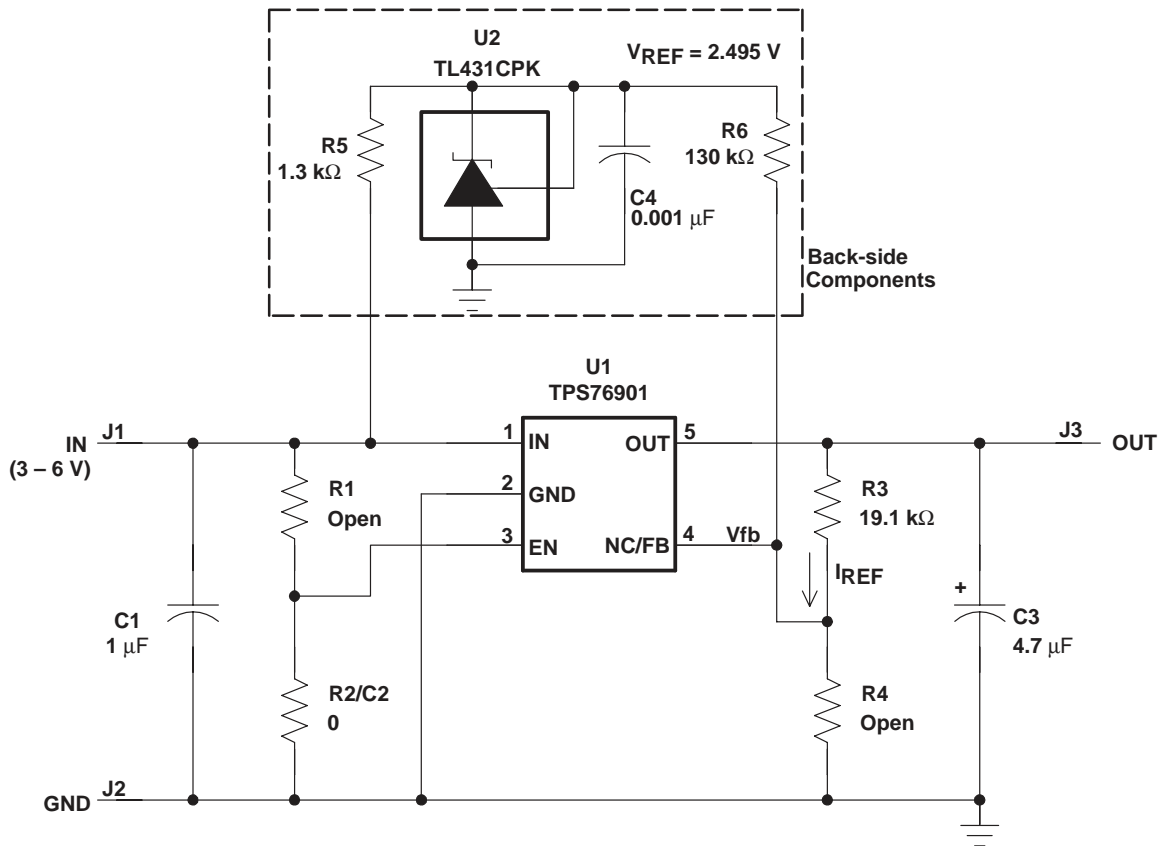 U2
TL431CPK
VREF = 2.495 V
R5
1.3 kΩ
R6
130 kΩ
C4
0.001 μF
Back-side
Components
U1
TPS76901
IN
(3 – 6 V)
J1
1
IN
OUT
5
J3
OUT
R1
Open
2
GND
R3
19.1 kΩ
3
EN
NC/FB
4
Vfb
IREF
C1
1 μF
+
C3
4.7 μF
R2/C2
0
R4
Open
GND
J2